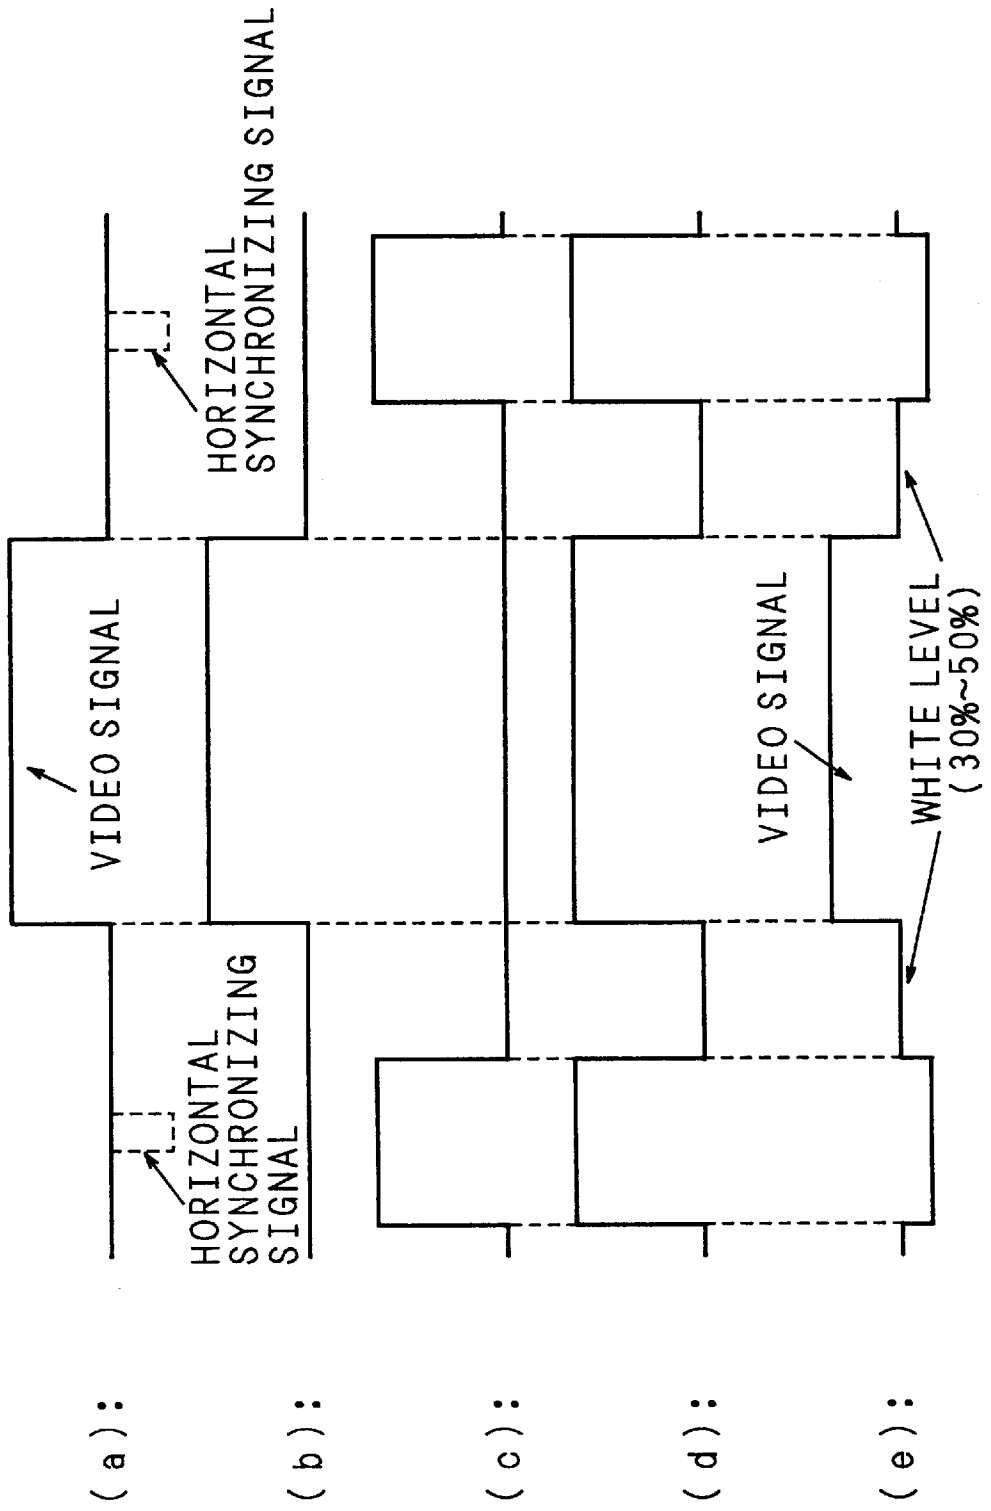 (a):
VIDEO SIGNAL
HORIZONTAL
SYNCHRONIZING
SIGNAL
HORIZONTAL
SYNCHRONIZING SIGNAL
(b):
(c):
(d):
VIDEO SIGNAL
(e):
WHITE LEVEL
(30%~50%)